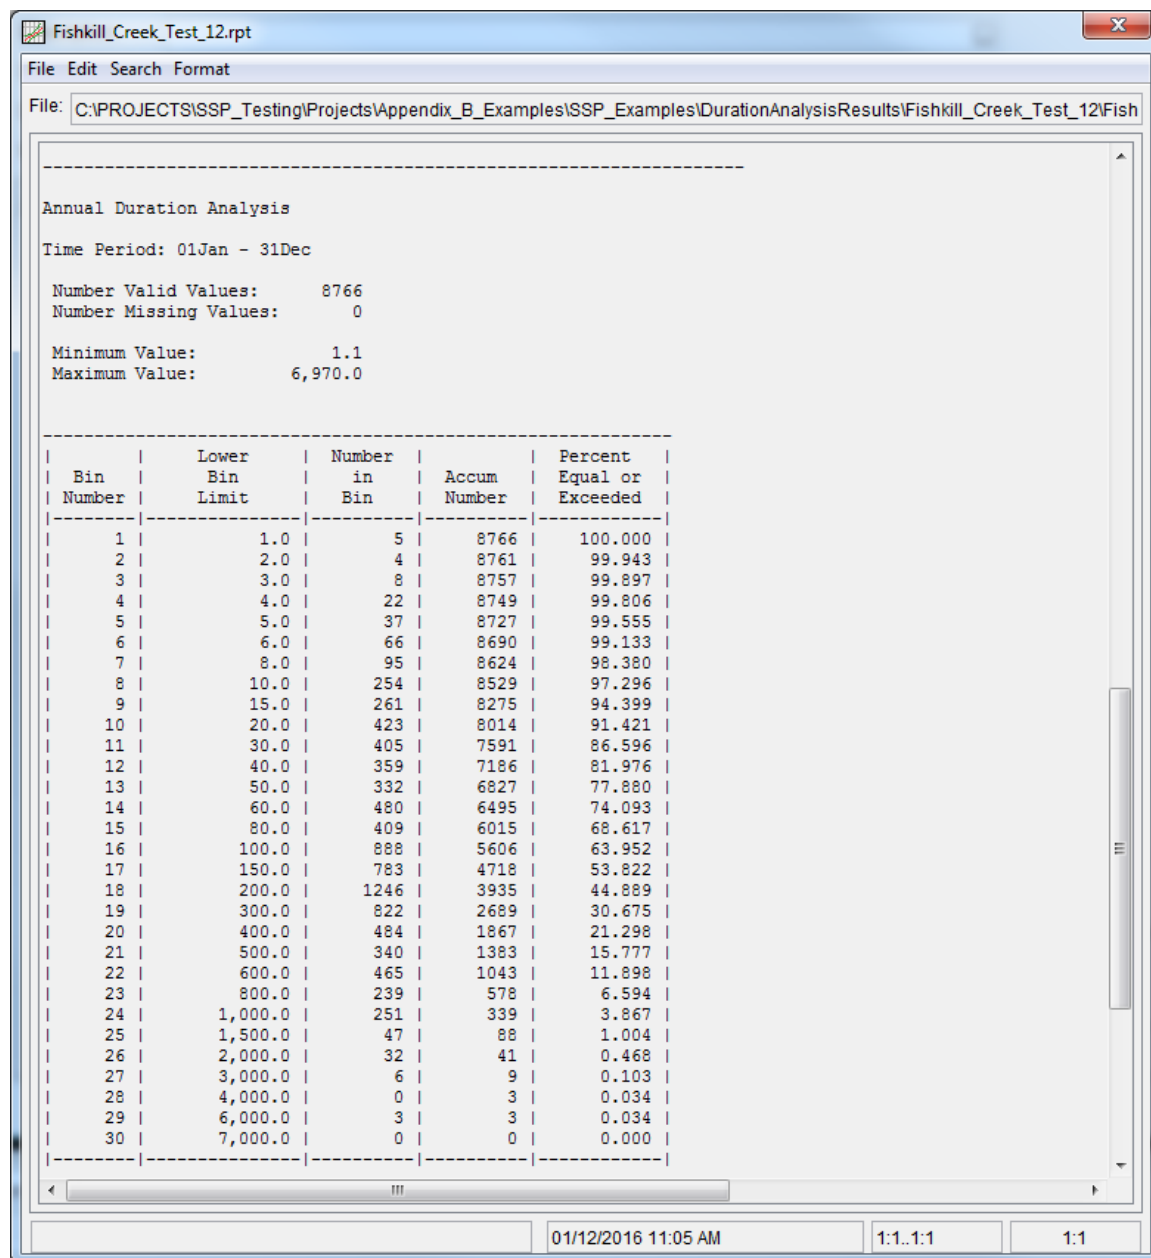 Fishkill_Creek_Test_12.rpt
File Edit Search Format
File: C:\PROJECTS\SSP_Testing\Projects\Appendix_B_Examples\SSP_Examples\DurationAnalysisResults\Fishkill_Creek_Test_12\Fish
--------------------------------------------------------------------
Annual Duration Analysis
Time Period: 01Jan - 31Dec
Number Valid Values: 8766
Number Missing Values: 0
Minimum Value: 1.1
Maximum Value: 6,970.0
-------------------------------------------------------------
| | Lower | Number | | Percent |
| Bin | Bin | in | Accum | Equal or |
| Number | Limit | Bin | Number | Exceeded |
|--------|---------------|----------|----------|------------|
| 1 | 1.0 | 5 | 8766 | 100.000 |
| 2 | 2.0 | 4 | 8761 | 99.943 |
| 3 | 3.0 | 8 | 8757 | 99.897 |
| 4 | 4.0 | 22 | 8749 | 99.806 |
| 5 | 5.0 | 37 | 8727 | 99.555 |
| 6 | 6.0 | 66 | 8690 | 99.133 |
| 7 | 8.0 | 95 | 8624 | 98.380 |
| 8 | 10.0 | 254 | 8529 | 97.296 |
| 9 | 15.0 | 261 | 8275 | 94.399 |
| 10 | 20.0 | 423 | 8014 | 91.421 |
| 11 | 30.0 | 405 | 7591 | 86.596 |
| 12 | 40.0 | 359 | 7186 | 81.976 |
| 13 | 50.0 | 332 | 6827 | 77.880 |
| 14 | 60.0 | 480 | 6495 | 74.093 |
| 15 | 80.0 | 409 | 6015 | 68.617 |
| 16 | 100.0 | 888 | 5606 | 63.952 |
| 17 | 150.0 | 783 | 4718 | 53.822 |
| 18 | 200.0 | 1246 | 3935 | 44.889 |
| 19 | 300.0 | 822 | 2689 | 30.675 |
| 20 | 400.0 | 484 | 1867 | 21.298 |
| 21 | 500.0 | 340 | 1383 | 15.777 |
| 22 | 600.0 | 465 | 1043 | 11.898 |
| 23 | 800.0 | 239 | 578 | 6.594 |
| 24 | 1,000.0 | 251 | 339 | 3.867 |
| 25 | 1,500.0 | 47 | 88 | 1.004 |
| 26 | 2,000.0 | 32 | 41 | 0.468 |
| 27 | 3,000.0 | 6 | 9 | 0.103 |
| 28 | 4,000.0 | 0 | 3 | 0.034 |
| 29 | 6,000.0 | 3 | 3 | 0.034 |
| 30 | 7,000.0 | 0 | 0 | 0.000 |
|--------|---------------|----------|----------|------------|
01/12/2016 11:05 AM 1:1..1:1 1:1